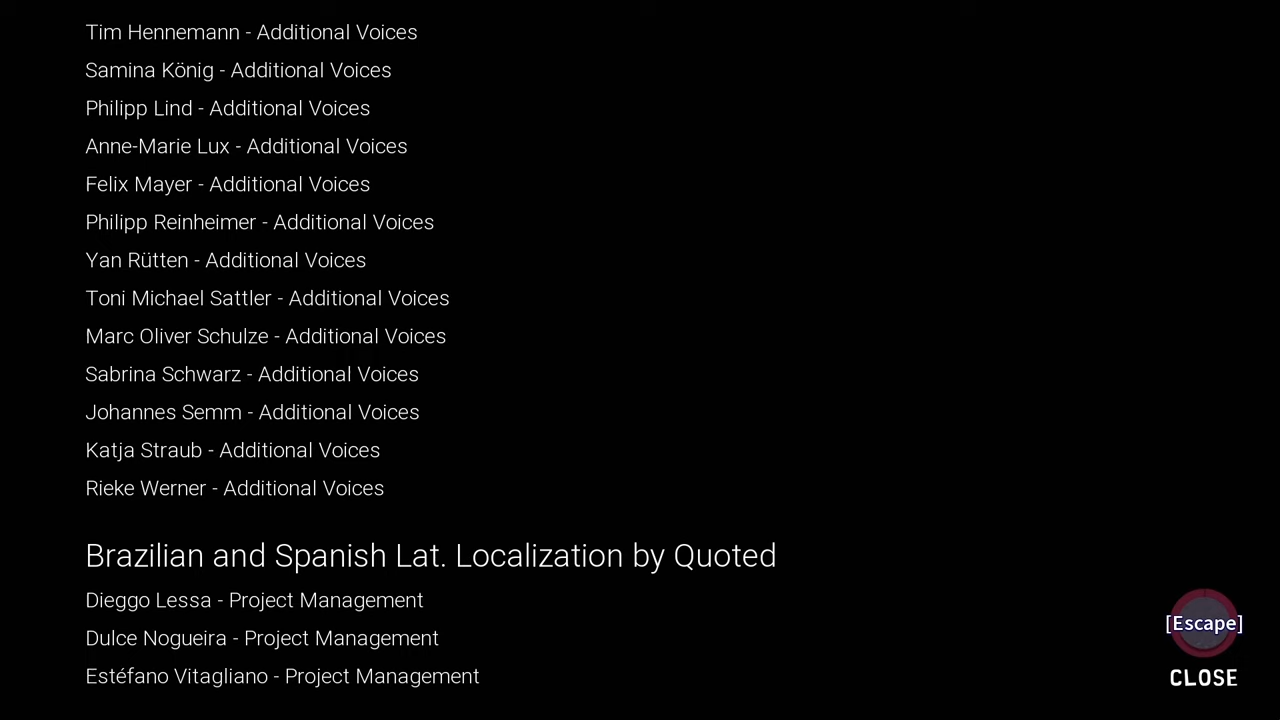 Tim Hennemann - Additional Voices
Samina König - Additional Voices
Philipp Lind - Additional Voices
Anne-Marie Lux - Additional Voices
Felix Mayer - Additional Voices
Philipp Reinheimer - Additional Voices
Yan Rütten - Additional Voices
Toni Michael Sattler - Additional Voices
Marc Oliver Schulze - Additional Voices
Sabrina Schwarz - Additional Voices
Johannes Semm - Additional Voices
Katja Straub - Additional Voices
Rieke Werner - Additional Voices
Brazilian and Spanish Lat. Localization by Quoted
Dieggo Lessa - Project Management
Dulce Nogueira - Project Management
Estéfano Vitagliano - Project Management
[Escape]
CLOSE